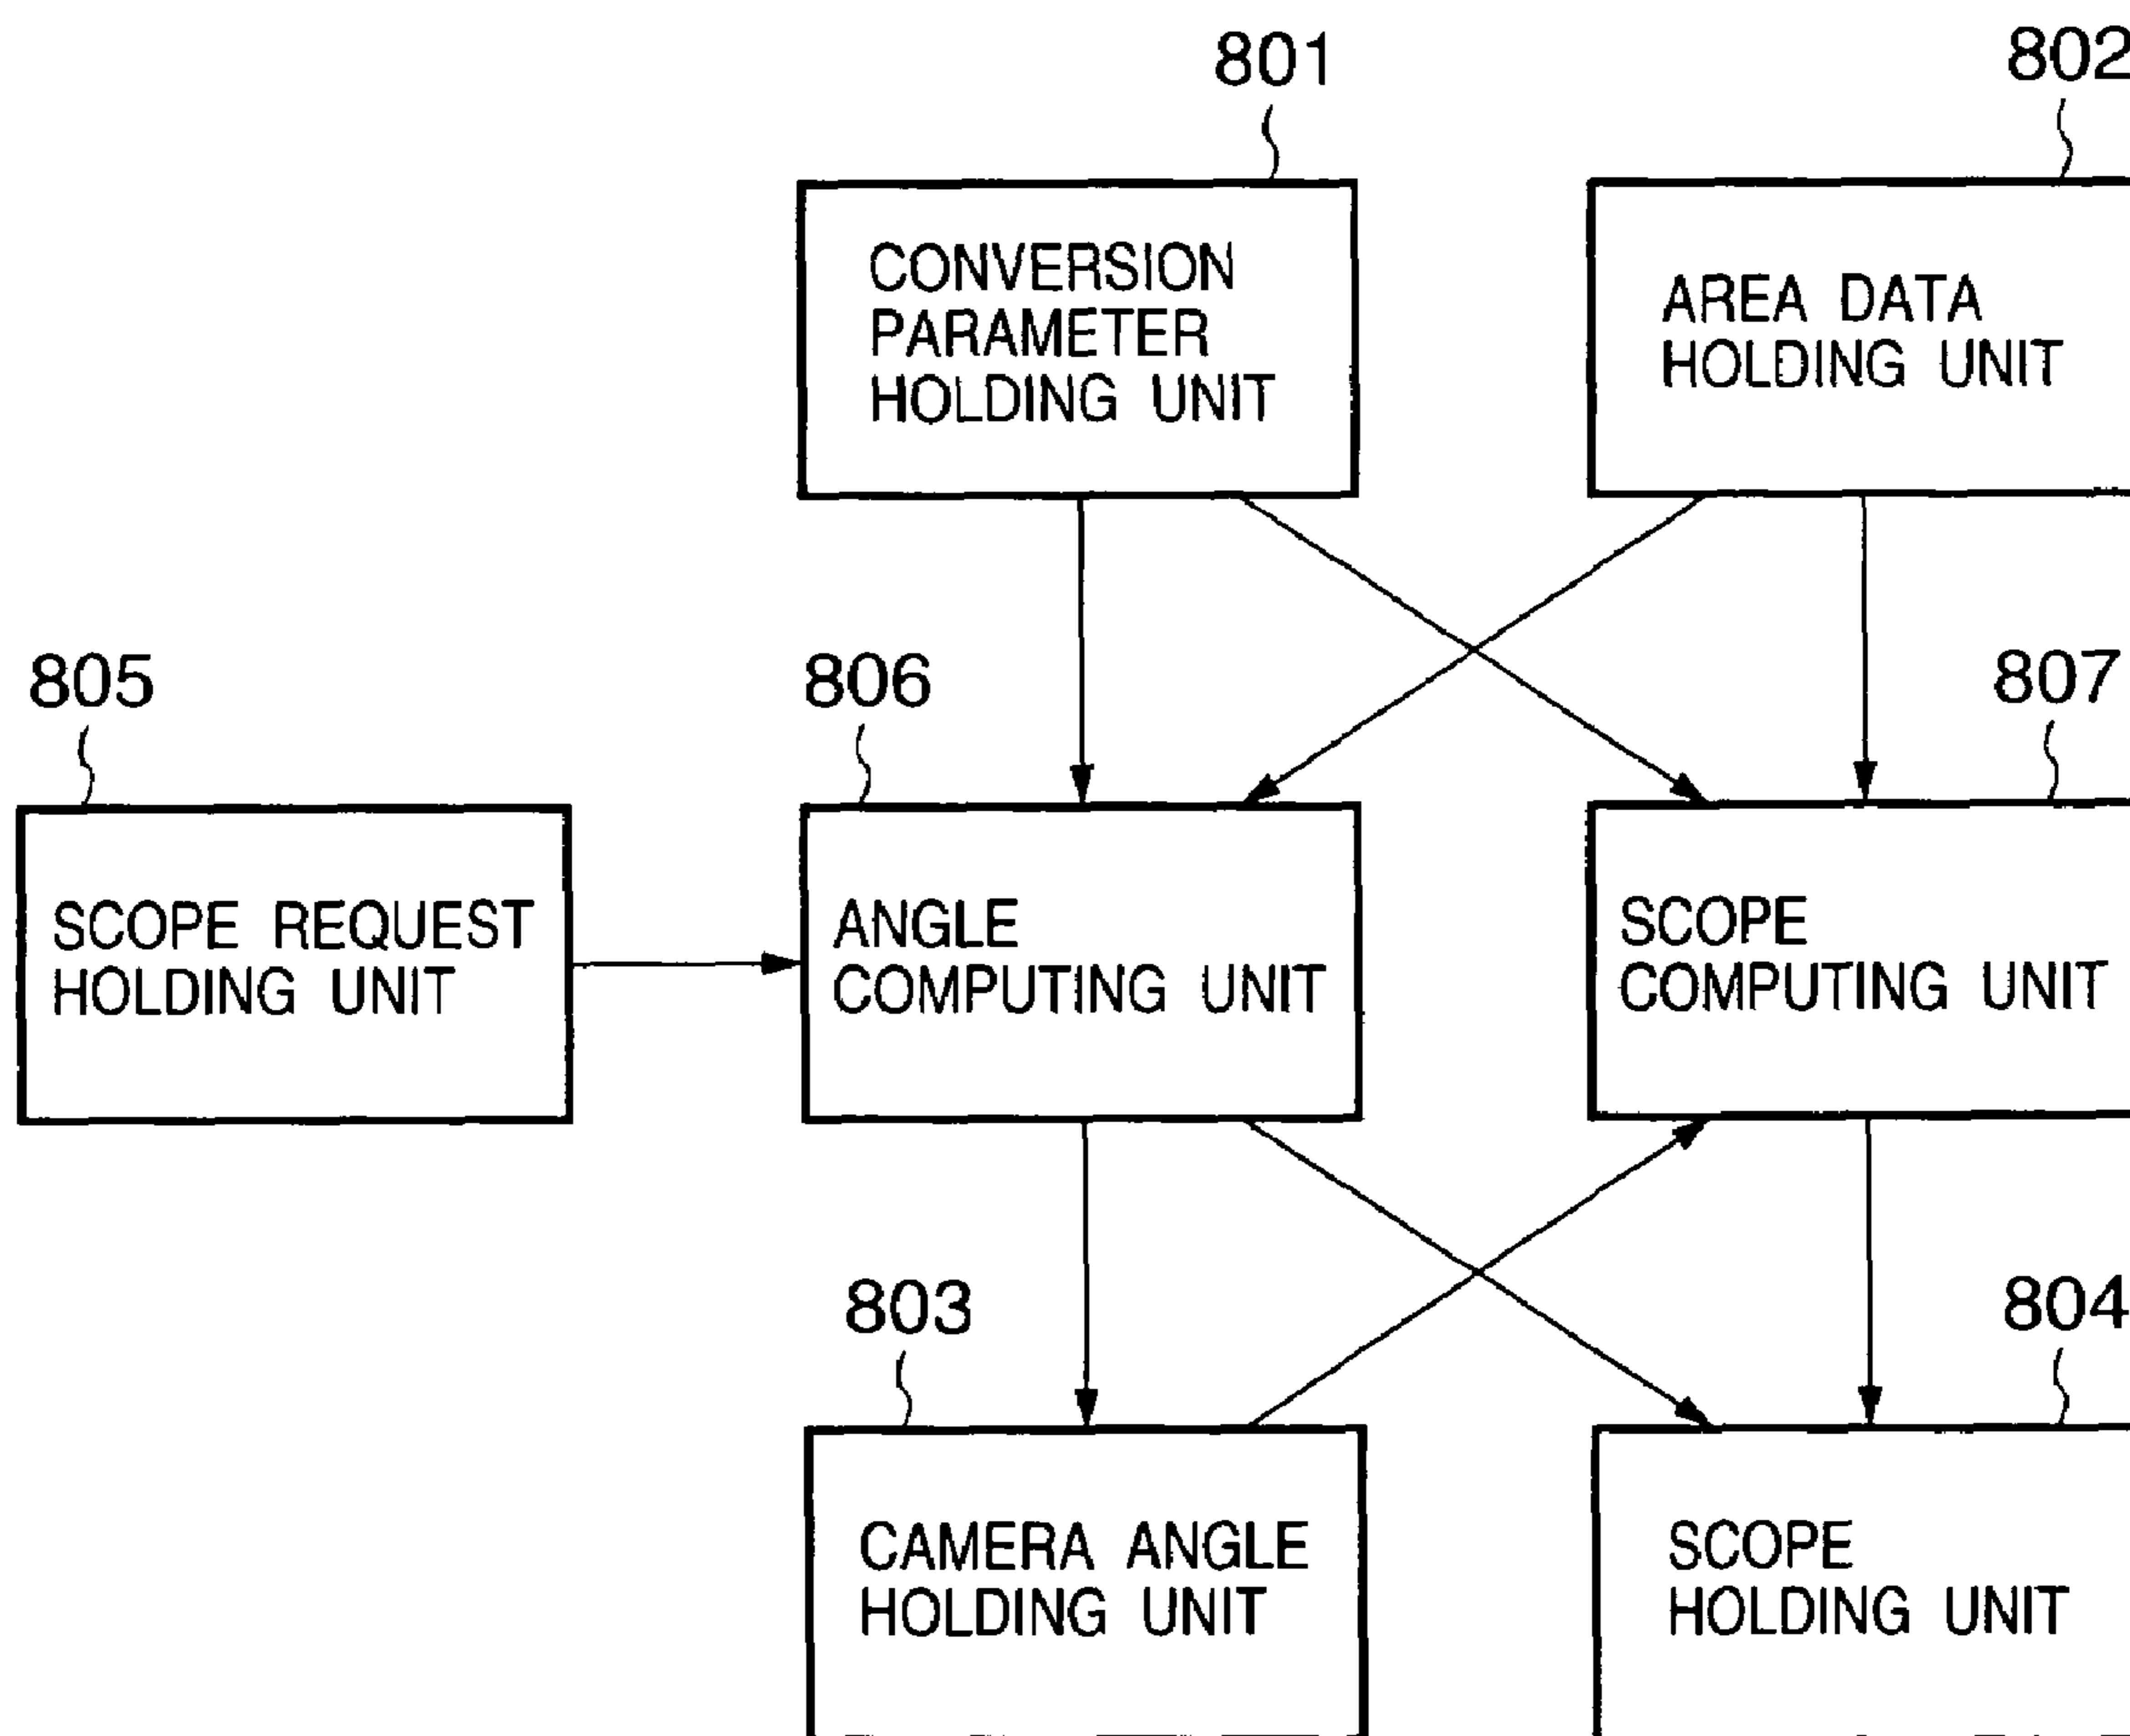 801
802
CONVERSION
PARAMETER
HOLDING UNIT
AREA DATA
HOLDING UNIT
805
806
807
SCOPE REQUEST
HOLDING UNIT
ANGLE
COMPUTING UNIT
SCOPE
COMPUTING UNIT
803
804
CAMERA ANGLE
HOLDING UNIT
SCOPE
HOLDING UNIT